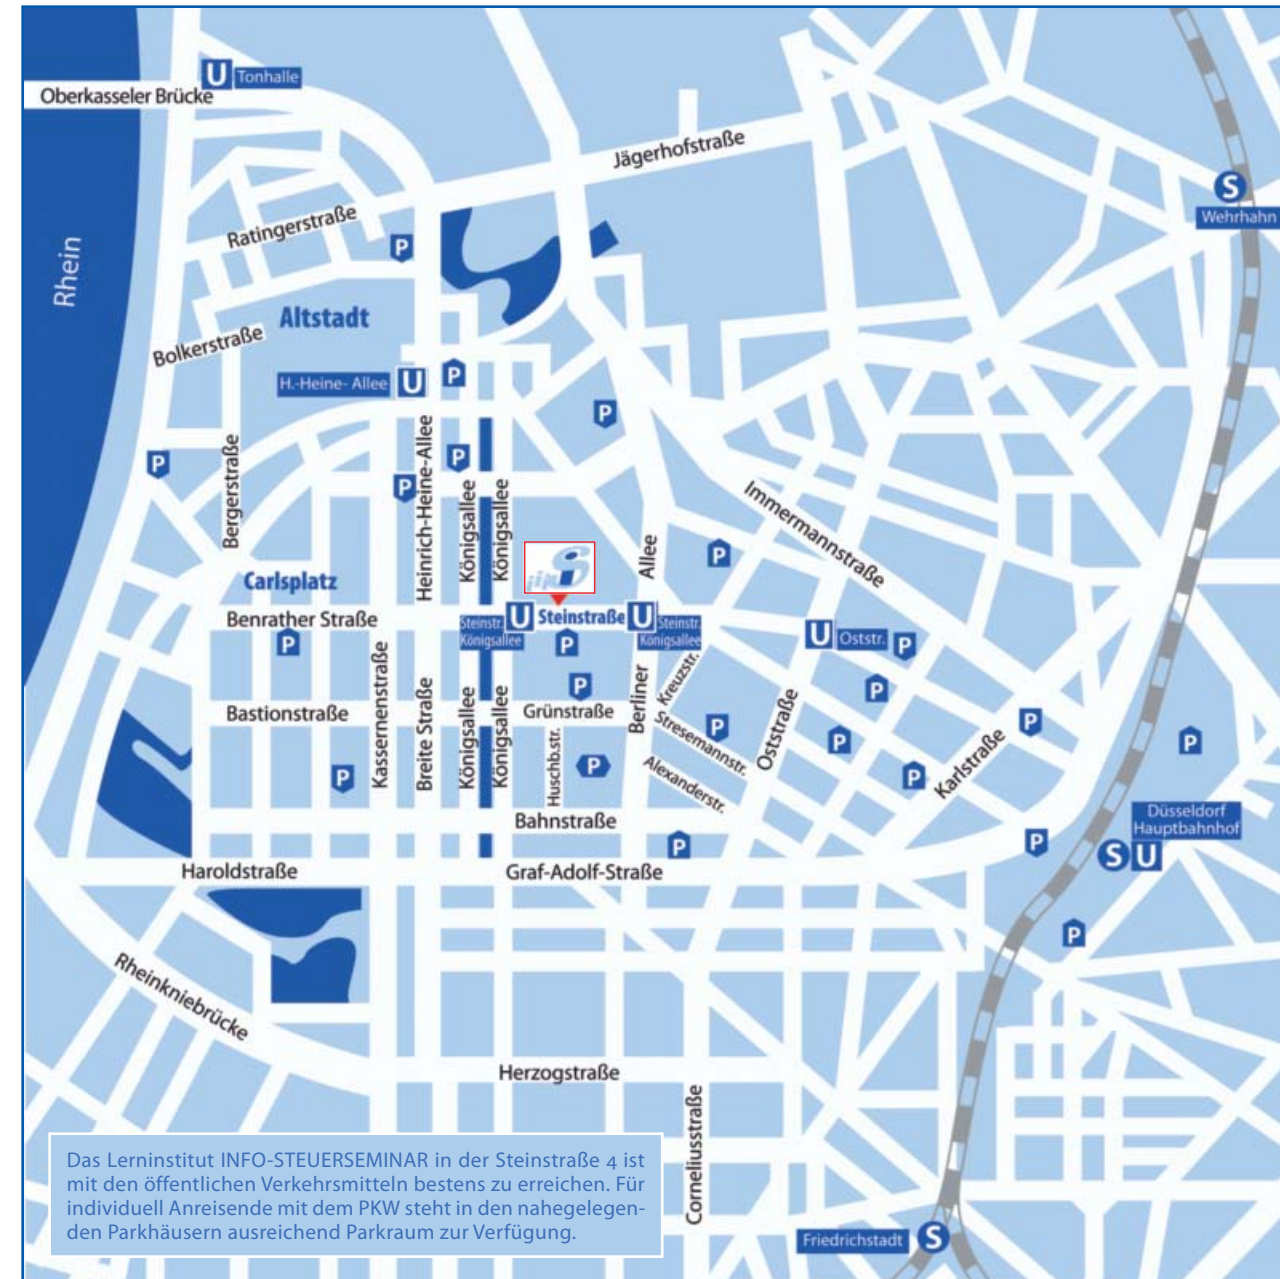 U Tonhalle
Oberkasseler Brücke
Jägerhofstraße
S
Wehrhahn
Ratingerstraße
P
Rhein
Altstadt
Bolkerstraße
H.-Heine- Allee U
P
P
Heinrich-Heine-Allee
Bergerstraße
P
P
P
Königsallee
Königsallee
Immermannstraße
Allee
P
Carlsplatz
Benrather Straße
Steinstr.
Königsallee
U
Steinstraße
U
Steinstr.
Königsallee
U Oststr.
P
P
P
P
P
Kassernenstraße
Breite Straße
Königsallee
Königsallee
Berliner
Kreuzstr.
Bastionstraße
Grünstraße
Stresemannstr.
P
Oststraße
P
P
P
Karlstraße
P
P
Huschb.str.
P
Alexanderstr.
Bahnstraße
Düsseldorf
Hauptbahnhof
S U
P
P
Haroldstraße
Graf-Adolf-Straße
P
Rheinkniebrücke
Herzogstraße
Corneliusstraße
Das Lerninstitut INFO-STEUERSEMINAR in der Steinstraße 4 ist
mit den öffentlichen Verkehrsmitteln bestens zu erreichen. Für
individuell Anreisende mit dem PKW steht in den nahegelegen-
den Parkhäusern ausreichend Parkraum zur Verfügung.
Friedrichstadt S